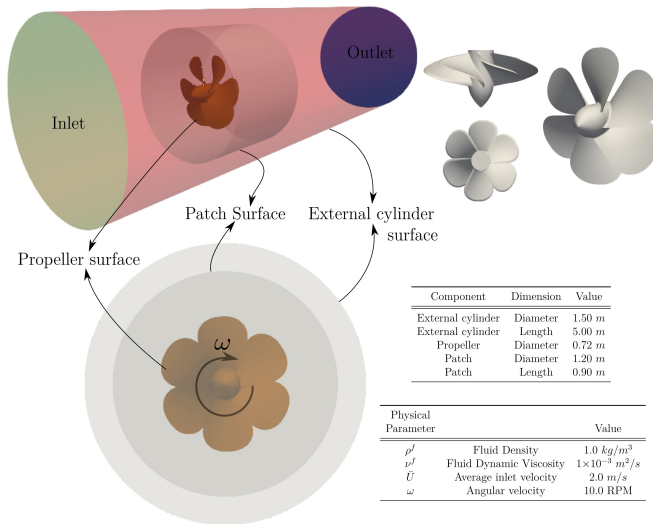 Outlet
Inlet
Patch Surface
External cylinder
surface
Propeller surface
ω
Component Dimension Value
External cylinder Diameter 1.50 m
External cylinder Length 5.00 m
Propeller Diameter 0.72 m
Patch Diameter 1.20 m
Patch Length 0.90 m
Physical
Parameter Value
ρ^f Fluid Density 1.0 kg/m^3
ν^f Fluid Dynamic Viscosity 1×10^{-3} m^2/s
Ū Average inlet velocity 2.0 m/s
ω Angular velocity 10.0 RPM